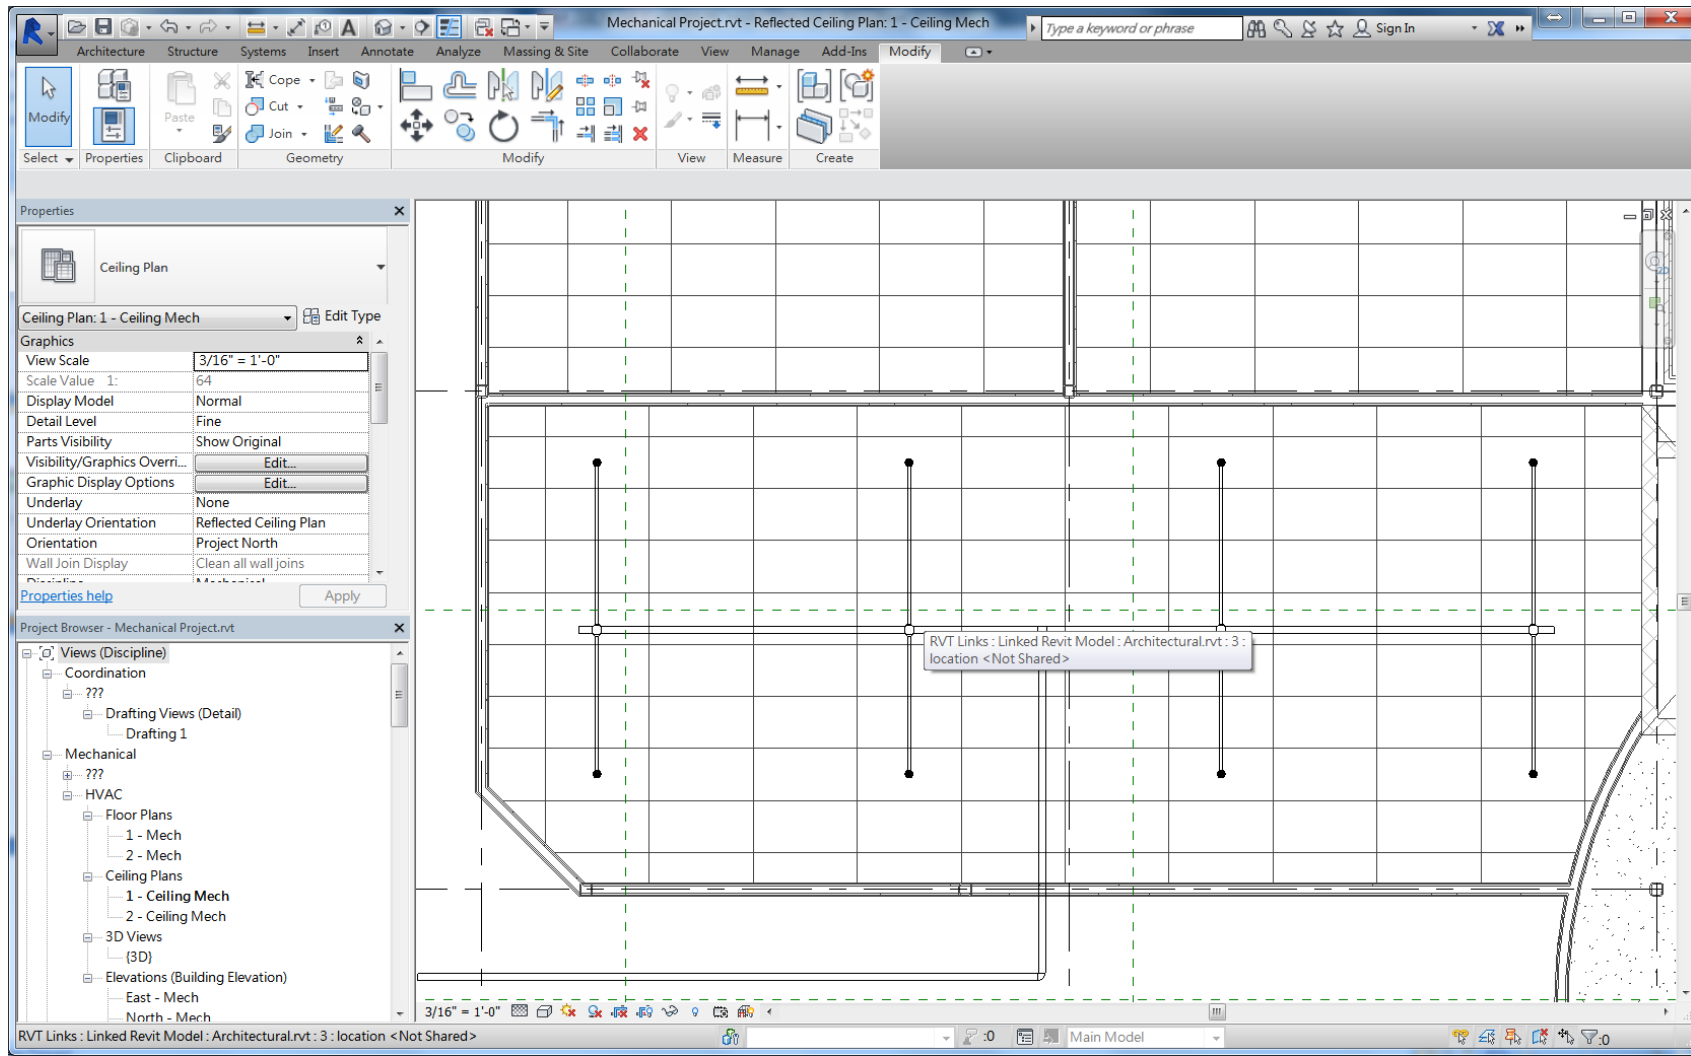 Mechanical Project.rvt - Reflected Ceiling Plan: 1 - Ceiling Mech
Type a keyword or phrase
Sign In
Architecture Structure Systems Insert Annotate Analyze Massing & Site Collaborate View Manage Add-Ins Modify
Modify
Paste
Cope
Cut
Join
Select Properties Clipboard Geometry Modify View Measure Create
Properties
Ceiling Plan
Ceiling Plan: 1 - Ceiling Mech
Edit Type
Graphics
View Scale 3/16" = 1'-0"
Scale Value 1: 64
Display Model Normal
Detail Level Fine
Parts Visibility Show Original
Visibility/Graphics Overri... Edit...
Graphic Display Options Edit...
Underlay None
Underlay Orientation Reflected Ceiling Plan
Orientation Project North
Wall Join Display Clean all wall joins
Discipline Mechanical
Properties help
Apply
Project Browser - Mechanical Project.rvt
Views (Discipline)
Coordination
???
Drafting Views (Detail)
Drafting 1
Mechanical
???
HVAC
Floor Plans
1 - Mech
2 - Mech
Ceiling Plans
1 - Ceiling Mech
2 - Ceiling Mech
3D Views
{3D}
Elevations (Building Elevation)
East - Mech
North - Mech
RVT Links : Linked Revit Model : Architectural.rvt : 3 :
location <Not Shared>
2D
3/16" = 1'-0"
RVT Links : Linked Revit Model : Architectural.rvt : 3 : location <Not Shared>
:0
Main Model
:0